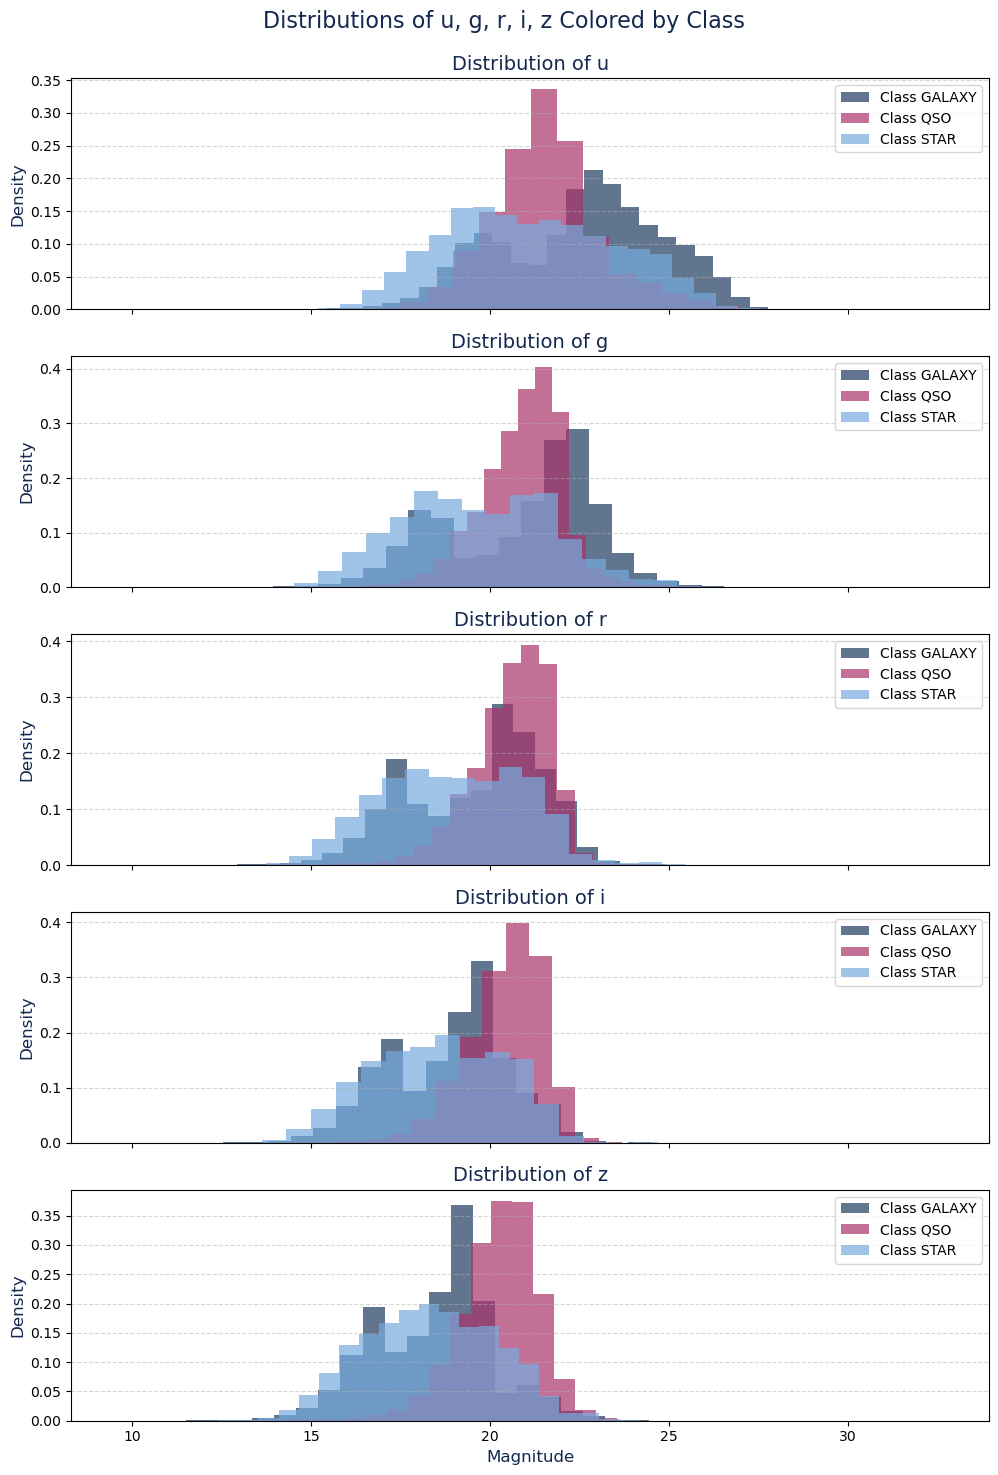 Distributions of u, g, r, i, z Colored by Class
Distribution of u
0.35
0.30
0.25
0.20
0.15
0.10
0.05
0.00
Density
Class GALAXY
Class QSO
Class STAR
Distribution of g
0.4
0.3
0.2
0.1
0.0
Density
Class GALAXY
Class QSO
Class STAR
Distribution of r
0.4
0.3
0.2
0.1
0.0
Density
Class GALAXY
Class QSO
Class STAR
Distribution of i
0.4
0.3
0.2
0.1
0.0
Density
Class GALAXY
Class QSO
Class STAR
Distribution of z
0.35
0.30
0.25
0.20
0.15
0.10
0.05
0.00
Density
Class GALAXY
Class QSO
Class STAR
10 15 20 25 30
Magnitude